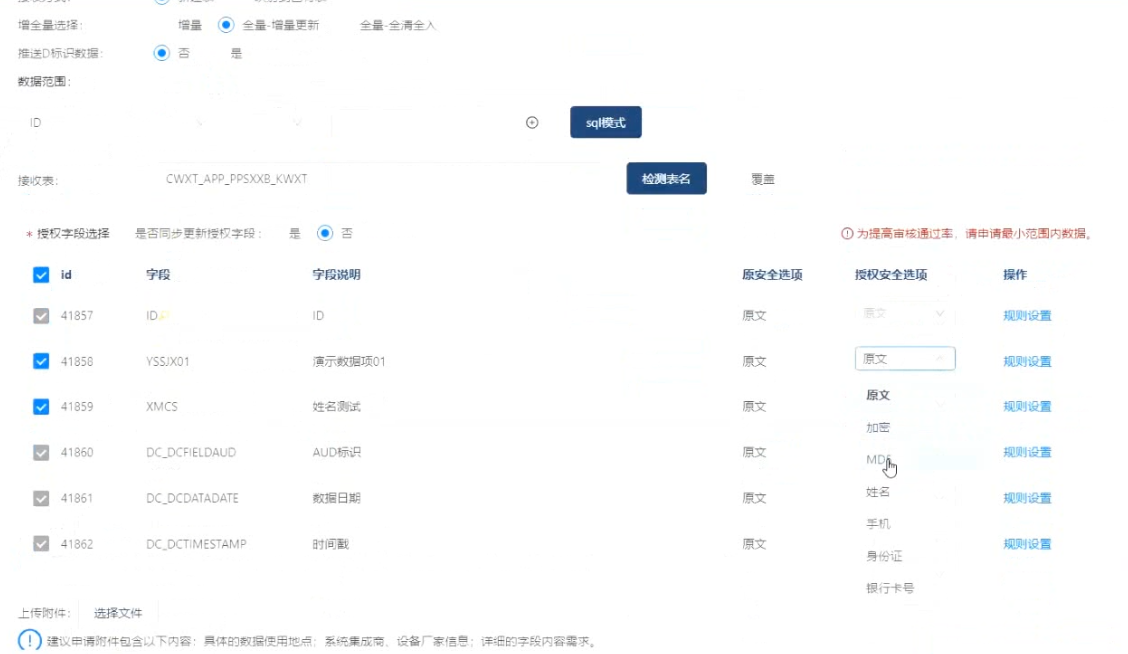 增全量选择: 增量 全量-增量更新 全量-全清全入
推送D标识数据: 否 是
数据范围:
ID sql模式
接收表: CWXT_APP_PPSXXB_KWXT 检测表名 覆盖
* 授权字段选择 是否同步更新授权字段: 是 否 为提高审核通过率，请申请最小范围内数据。
id 字段 字段说明 原安全选项 授权安全选项 操作
41857 ID ID 原文 原文 规则设置
41858 YSSJX01 演示数据项01 原文 原文 规则设置
原文
41859 XMCS 姓名测试 原文 规则设置
加密
41860 DC_DCFIELDAUD AUD标识 原文 规则设置
MD5
姓名
41861 DC_DCDATADATE 数据日期 原文 规则设置
手机
41862 DC_DCTIMESTAMP 时间戳 原文 规则设置
身份证
银行卡号
上传附件: 选择文件
建议申请附件包含以下内容：具体的数据使用地点；系统集成商、设备厂家信息；详细的字段内容需求。